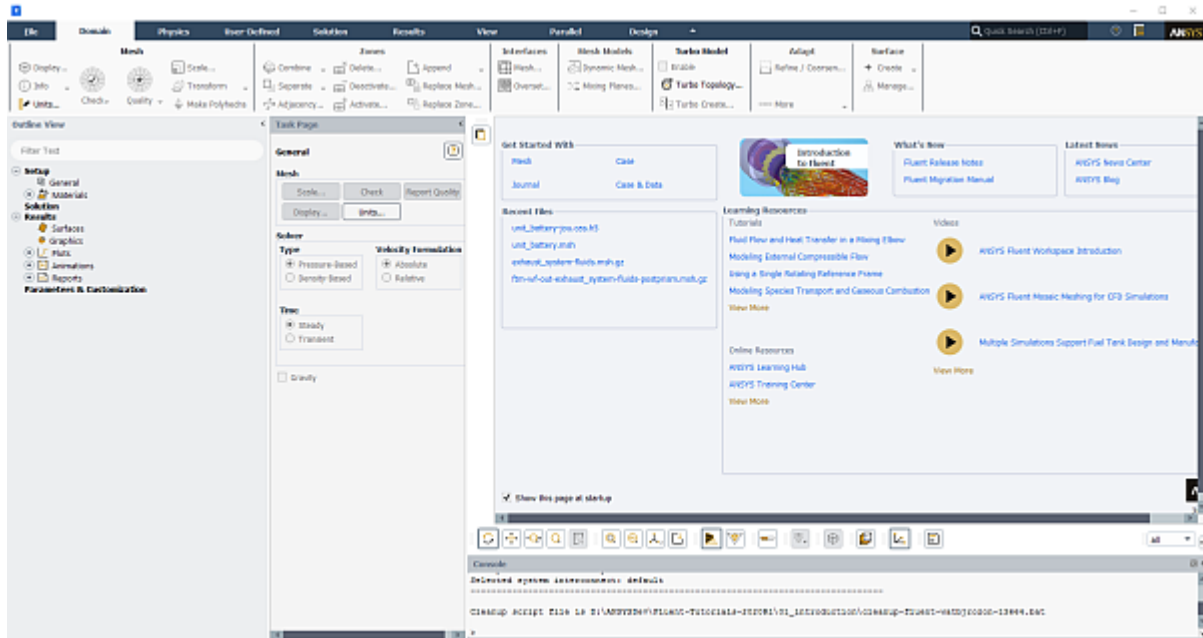 File Domain Physics User-Defined Solution Results View Parallel Design Quick Search (Ctrl+F) ANSYS
Mesh Zones Interfaces Mesh Models Turbo Model Adapt Surface
Display... Scale... Combine Delete... Append Mesh... Dynamic Mesh... Enable Refine / Coarsen... Create
Info Check Quality Transform Separate Deactivate... Replace Mesh... Overset... Mixing Planes... Turbo Topology... Manage...
Units... Make Polyhedra Adjacency... Activate... Replace Zone... Turbo Create... More
Outline View
Filter Text
Setup
General
Materials
Solution
Results
Surfaces
Graphics
Plots
Animations
Reports
Parameters & Customization
Task Page
General
Mesh
Scale... Check Report Quality
Display... Units...
Solver
Type Velocity Formulation
Pressure-Based Absolute
Density-Based Relative
Time
Steady
Transient
Gravity
Get Started With
Mesh Case
Journal Case & Data
Introduction
to Fluent
What's New
Fluent Release Notes
Fluent Migration Manual
Latest News
ANSYS News Center
ANSYS Blog
Recent Files
unit_battery.msh
exhaust_system-fluids.msh.gz
Learning Resources
Tutorials
Fluid Flow and Heat Transfer in a Mixing Elbow
Modeling External Compressible Flow
Using a Single Rotating Reference Frame
Modeling Species Transport and Gaseous Combustion
View More
Online Resources
ANSYS Learning Hub
ANSYS Training Center
View More
Videos
ANSYS Fluent Workspace Introduction
ANSYS Fluent Mosaic Meshing for CFD Simulations
Multiple Simulations Support Fuel Tank Design and Manufa
View More
Show this page at startup
All
Console
Selected system interconnect: default
Cleanup script file is
>